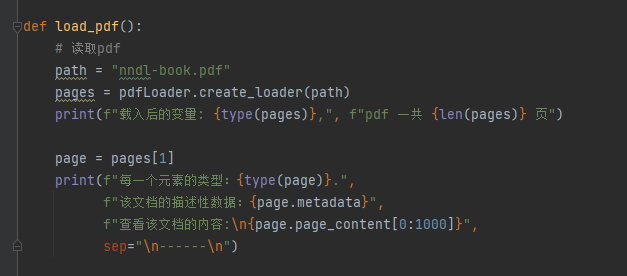 def load_pdf():
# 读取pdf
path = "nndl-book.pdf"
pages = pdfLoader.create_loader(path)
print(f"载入后的变量: {type(pages)},", f"pdf 一共 {len(pages)} 页")
page = pages[1]
print(f"每一个元素的类型: {type(page)}.",
f"该文档的描述性数据: {page.metadata}",
f"查看该文档的内容:\n{page.page_content[0:1000]}",
sep="\n------\n")